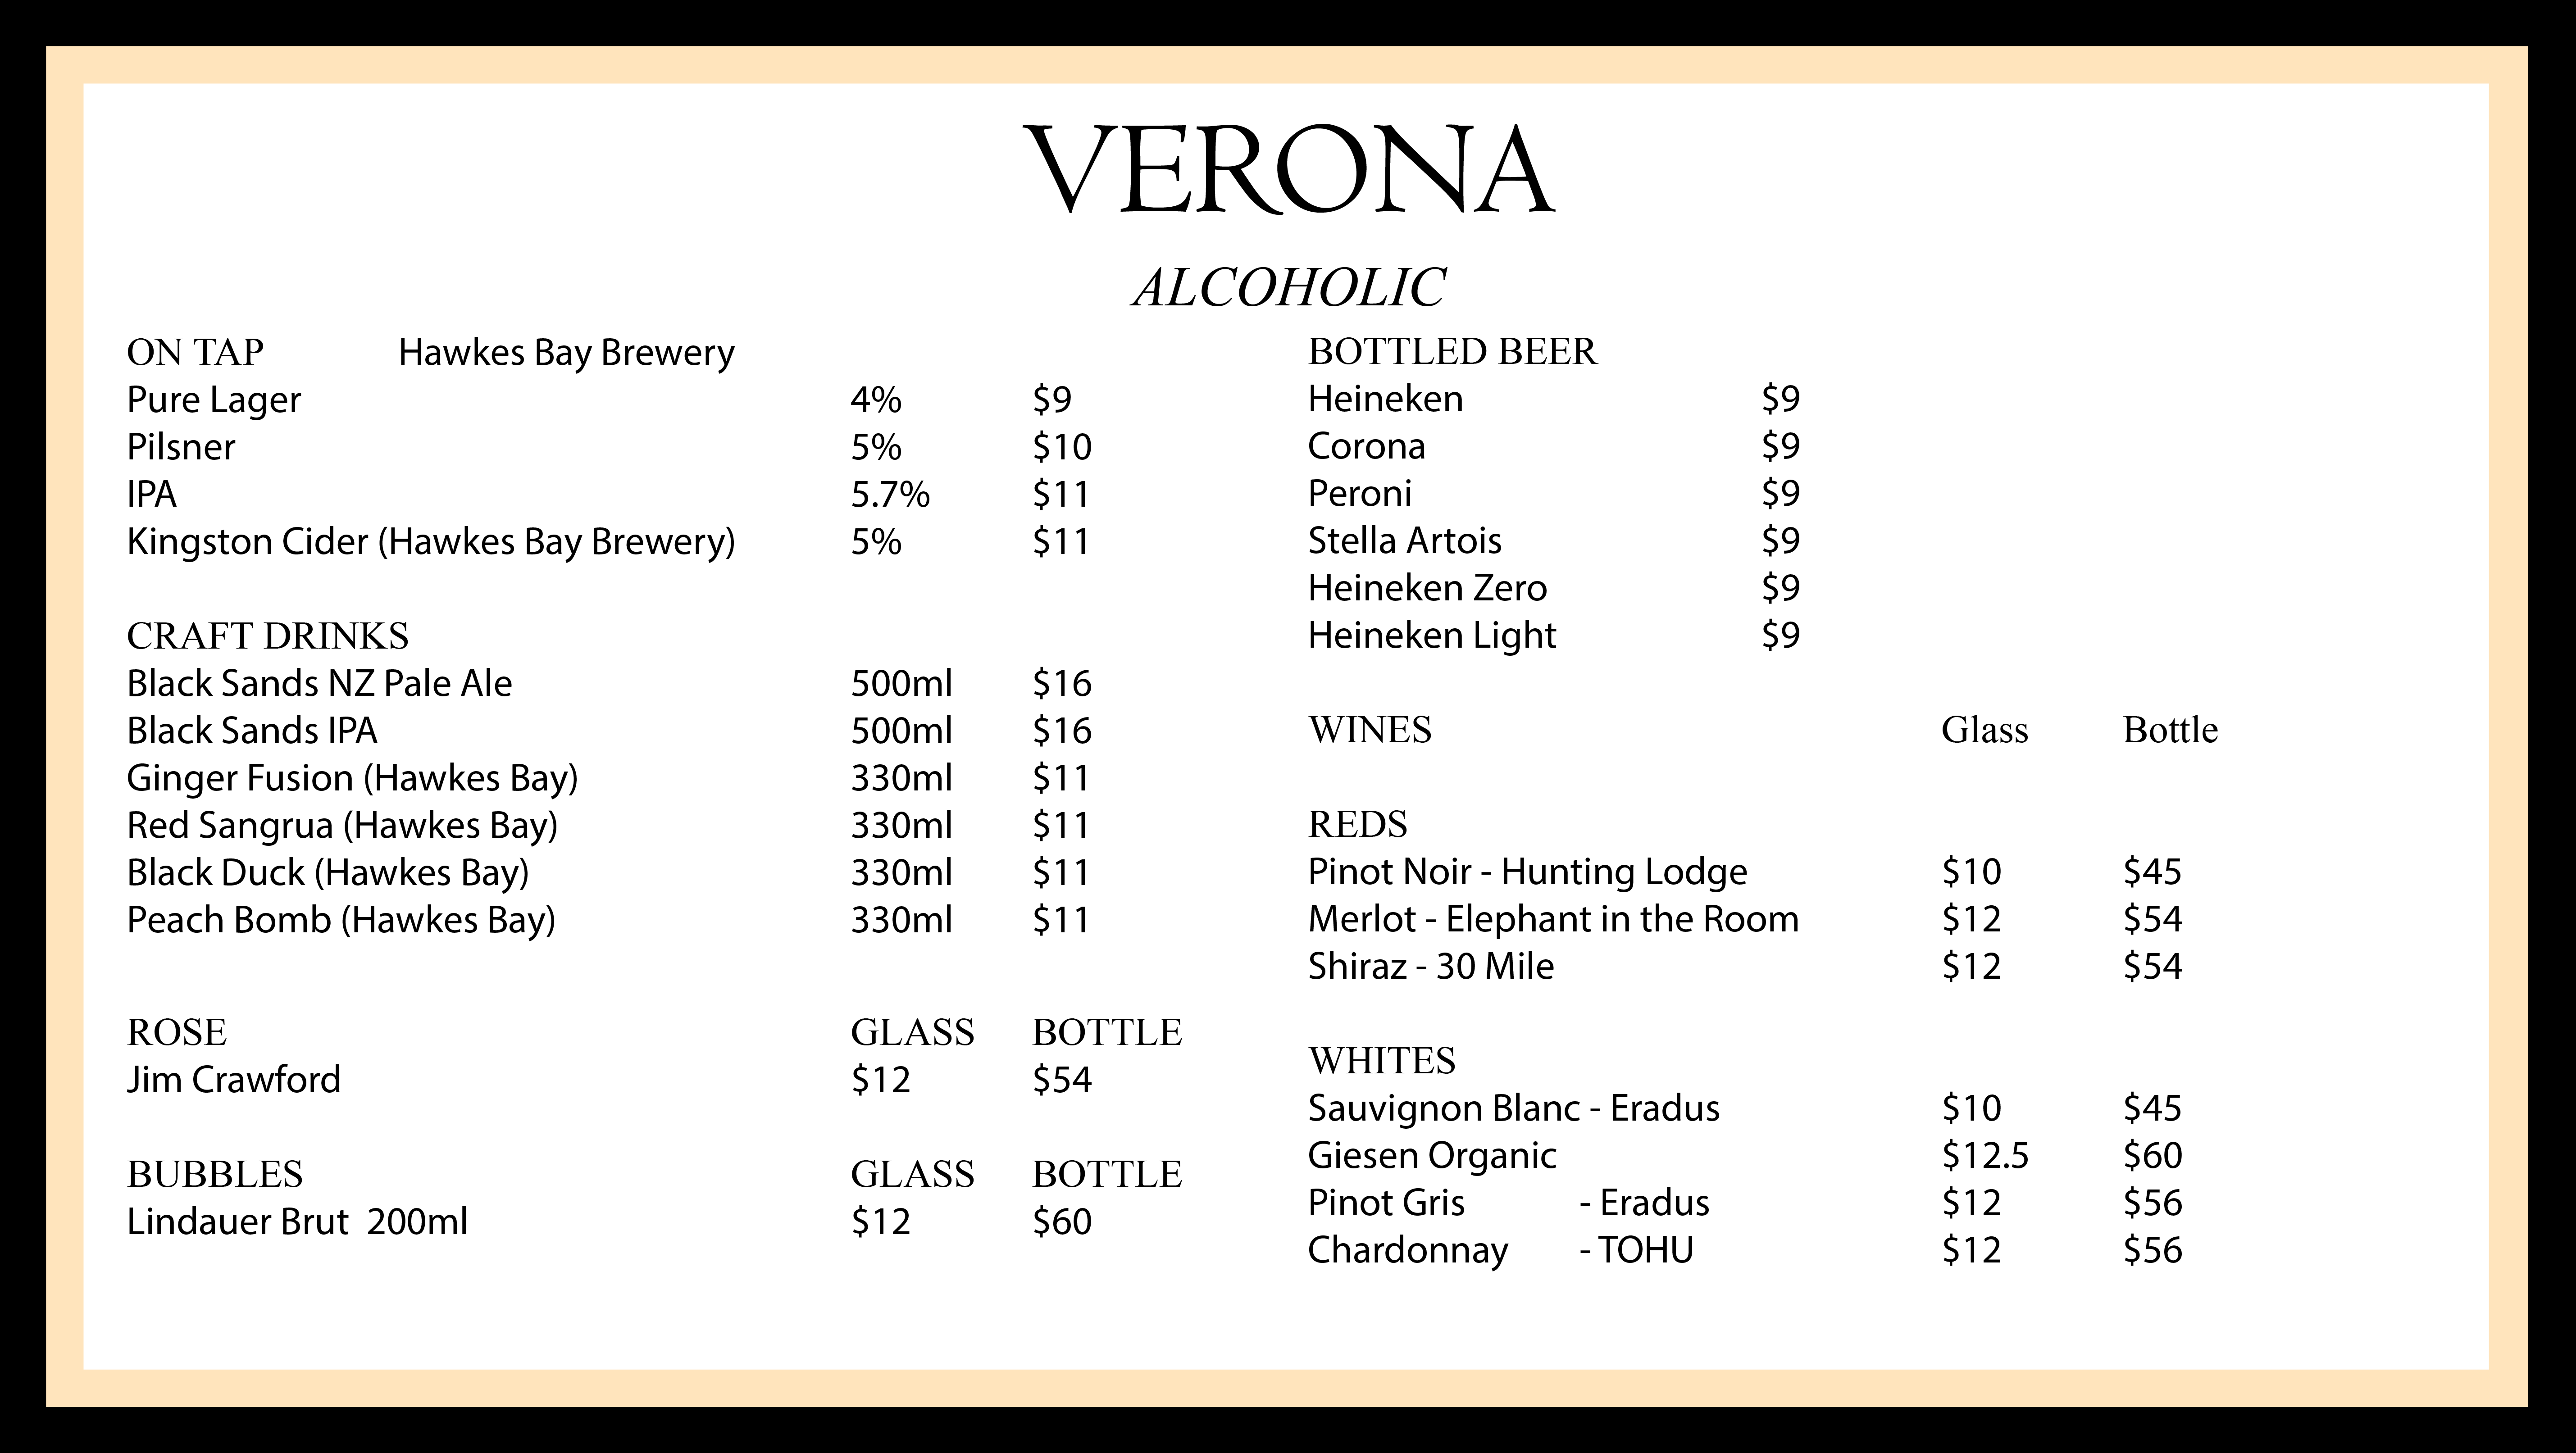 VERONA
ALCOHOLIC
ON TAP Hawkes Bay Brewery
Pure Lager 4% $9
Pilsner 5% $10
IPA 5.7% $11
Kingston Cider (Hawkes Bay Brewery) 5% $11
CRAFT DRINKS
Black Sands NZ Pale Ale 500ml $16
Black Sands IPA 500ml $16
Ginger Fusion (Hawkes Bay) 330ml $11
Red Sangrua (Hawkes Bay) 330ml $11
Black Duck (Hawkes Bay) 330ml $11
Peach Bomb (Hawkes Bay) 330ml $11
ROSE GLASS BOTTLE
Jim Crawford $12 $54
BUBBLES GLASS BOTTLE
Lindauer Brut 200ml $12 $60
BOTTLED BEER
Heineken $9
Corona $9
Peroni $9
Stella Artois $9
Heineken Zero $9
Heineken Light $9
WINES Glass Bottle
REDS
Pinot Noir - Hunting Lodge $10 $45
Merlot - Elephant in the Room $12 $54
Shiraz - 30 Mile $12 $54
WHITES
Sauvignon Blanc - Eradus $10 $45
Giesen Organic $12.5 $60
Pinot Gris - Eradus $12 $56
Chardonnay - TOHU $12 $56